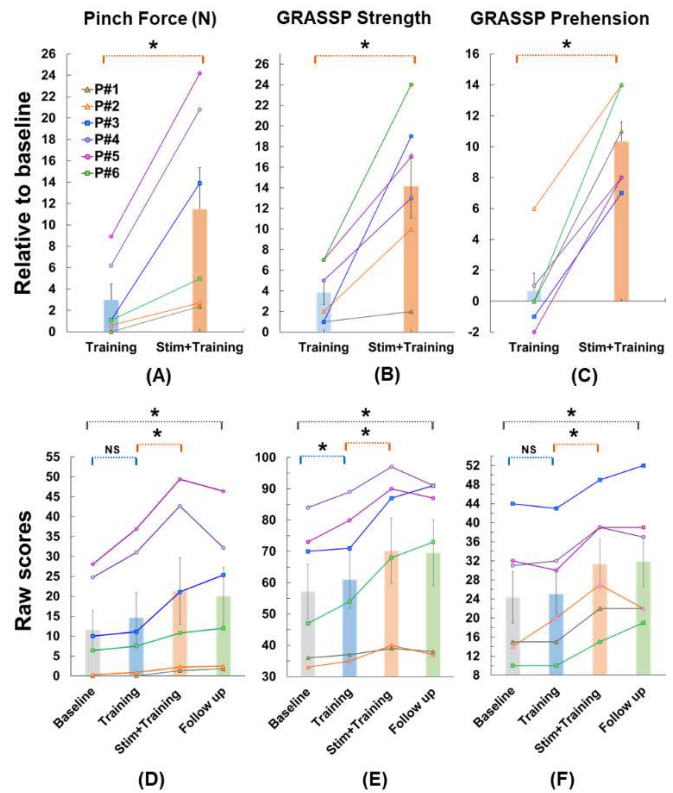 Pinch Force (N)
GRASSP Strength
GRASSP Prehension
Relative to baseline
*
26
24
22
20
18
16
14
12
10
8
6
4
2
0
P#1
P#2
P#3
P#4
P#5
P#6
Training
Stim+Training
(A)
*
26
24
22
20
18
16
14
12
10
8
6
4
2
0
Training
Stim+Training
(B)
*
16
14
12
10
8
6
4
2
0
-2
Training
Stim+Training
(C)
Raw scores
*
NS
*
55
50
45
40
35
30
25
20
15
10
5
0
Baseline
Training
Stim+Training
Follow up
(D)
*
*
*
100
90
80
70
60
50
40
30
Baseline
Training
Stim+Training
Follow up
(E)
*
NS
*
52
48
44
40
36
32
28
24
20
16
12
8
Baseline
Training
Stim+Training
Follow up
(F)